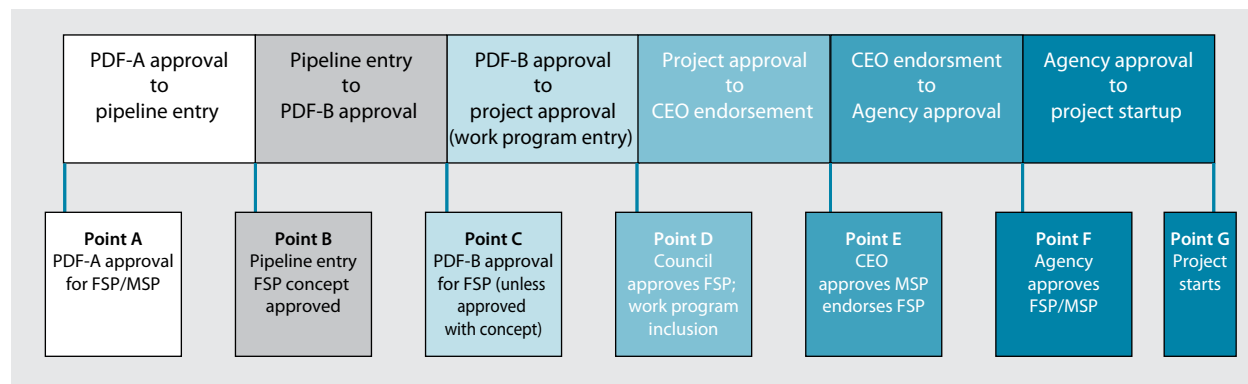 PDF-A approval
to
pipeline entry
Pipeline entry
to
PDF-B approval
PDF-B approval
to
project approval
(work program entry)
Project approval
to
CEO endorsement
CEO endorsment
to
Agency approval
Agency approval
to
project startup
Point A
PDF-A approval
for FSP/MSP
Point B
Pipeline entry
FSP concept
approved
Point C
PDF-B approval
for FSP (unless
approved
with concept)
Point D
Council
approves FSP;
work program
inclusion
Point E
CEO
approves MSP
endorses FSP
Point F
Agency
approves
FSP/MSP
Point G
Project
starts